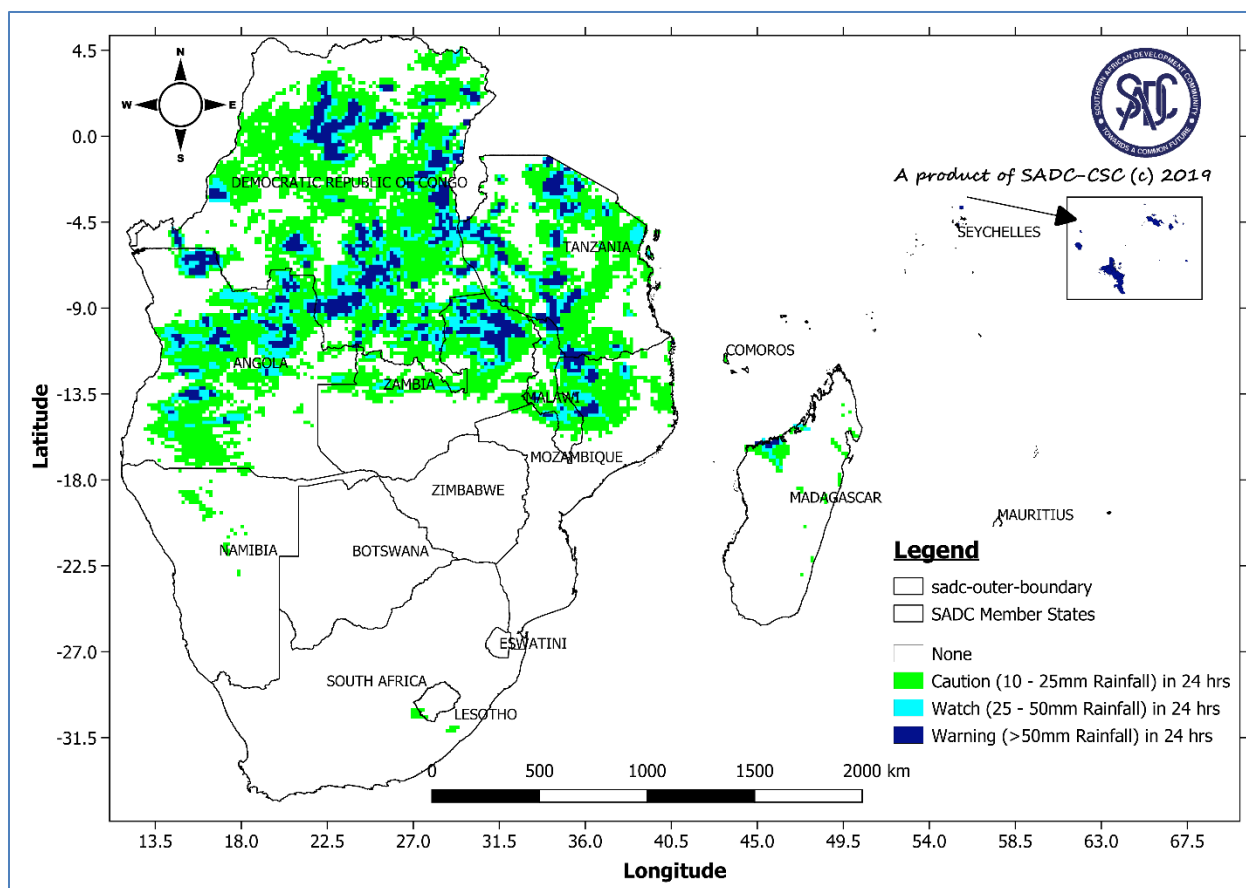 N
W
E
S
SOUTHERN AFRICAN DEVELOPMENT COMMUNITY
SADC
TOWARDS A COMMON FUTURE
A product of SADC-CSC (c) 2019
4.5
0.0
-4.5
-9.0
-13.5
-18.0
-22.5
-27.0
-31.5
Latitude
DEMOCRATIC REPUBLIC OF CONGO
TANZANIA
SEYCHELLES
COMOROS
ANGOLA
ZAMBIA
MALAWI
MOZAMBIQUE
ZIMBABWE
MADAGASCAR
MAURITIUS
NAMIBIA
BOTSWANA
ESWATINI
SOUTH AFRICA
LESOTHO
Legend
sadc-outer-boundary
SADC Member States
None
Caution (10 - 25mm Rainfall) in 24 hrs
Watch (25 - 50mm Rainfall) in 24 hrs
Warning (>50mm Rainfall) in 24 hrs
0 500 1000 1500 2000 km
13.5 18.0 22.5 27.0 31.5 36.0 40.5 45.0 49.5 54.0 58.5 63.0 67.5
Longitude